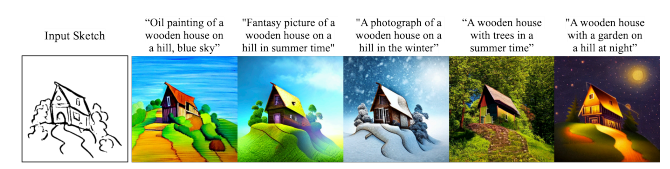 Input Sketch
“Oil painting of a
wooden house on
a hill, blue sky”
"Fantasy picture of a
wooden house on a
hill in summer time"
"A photograph of a
wooden house on a
hill in the winter”
“A wooden house
with trees in a
summer time”
"A wooden house
with a garden on
a hill at night”